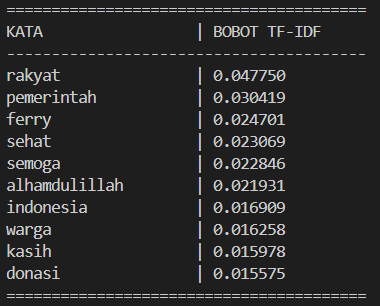 ========================================
KATA                 | BOBOT TF-IDF
----------------------------------------
rakyat               | 0.047750
pemerintah           | 0.030419
ferry                | 0.024701
sehat                | 0.023069
semoga               | 0.022846
alhamdulillah        | 0.021931
indonesia            | 0.016909
warga                | 0.016258
kasih                | 0.015978
donasi               | 0.015575
========================================